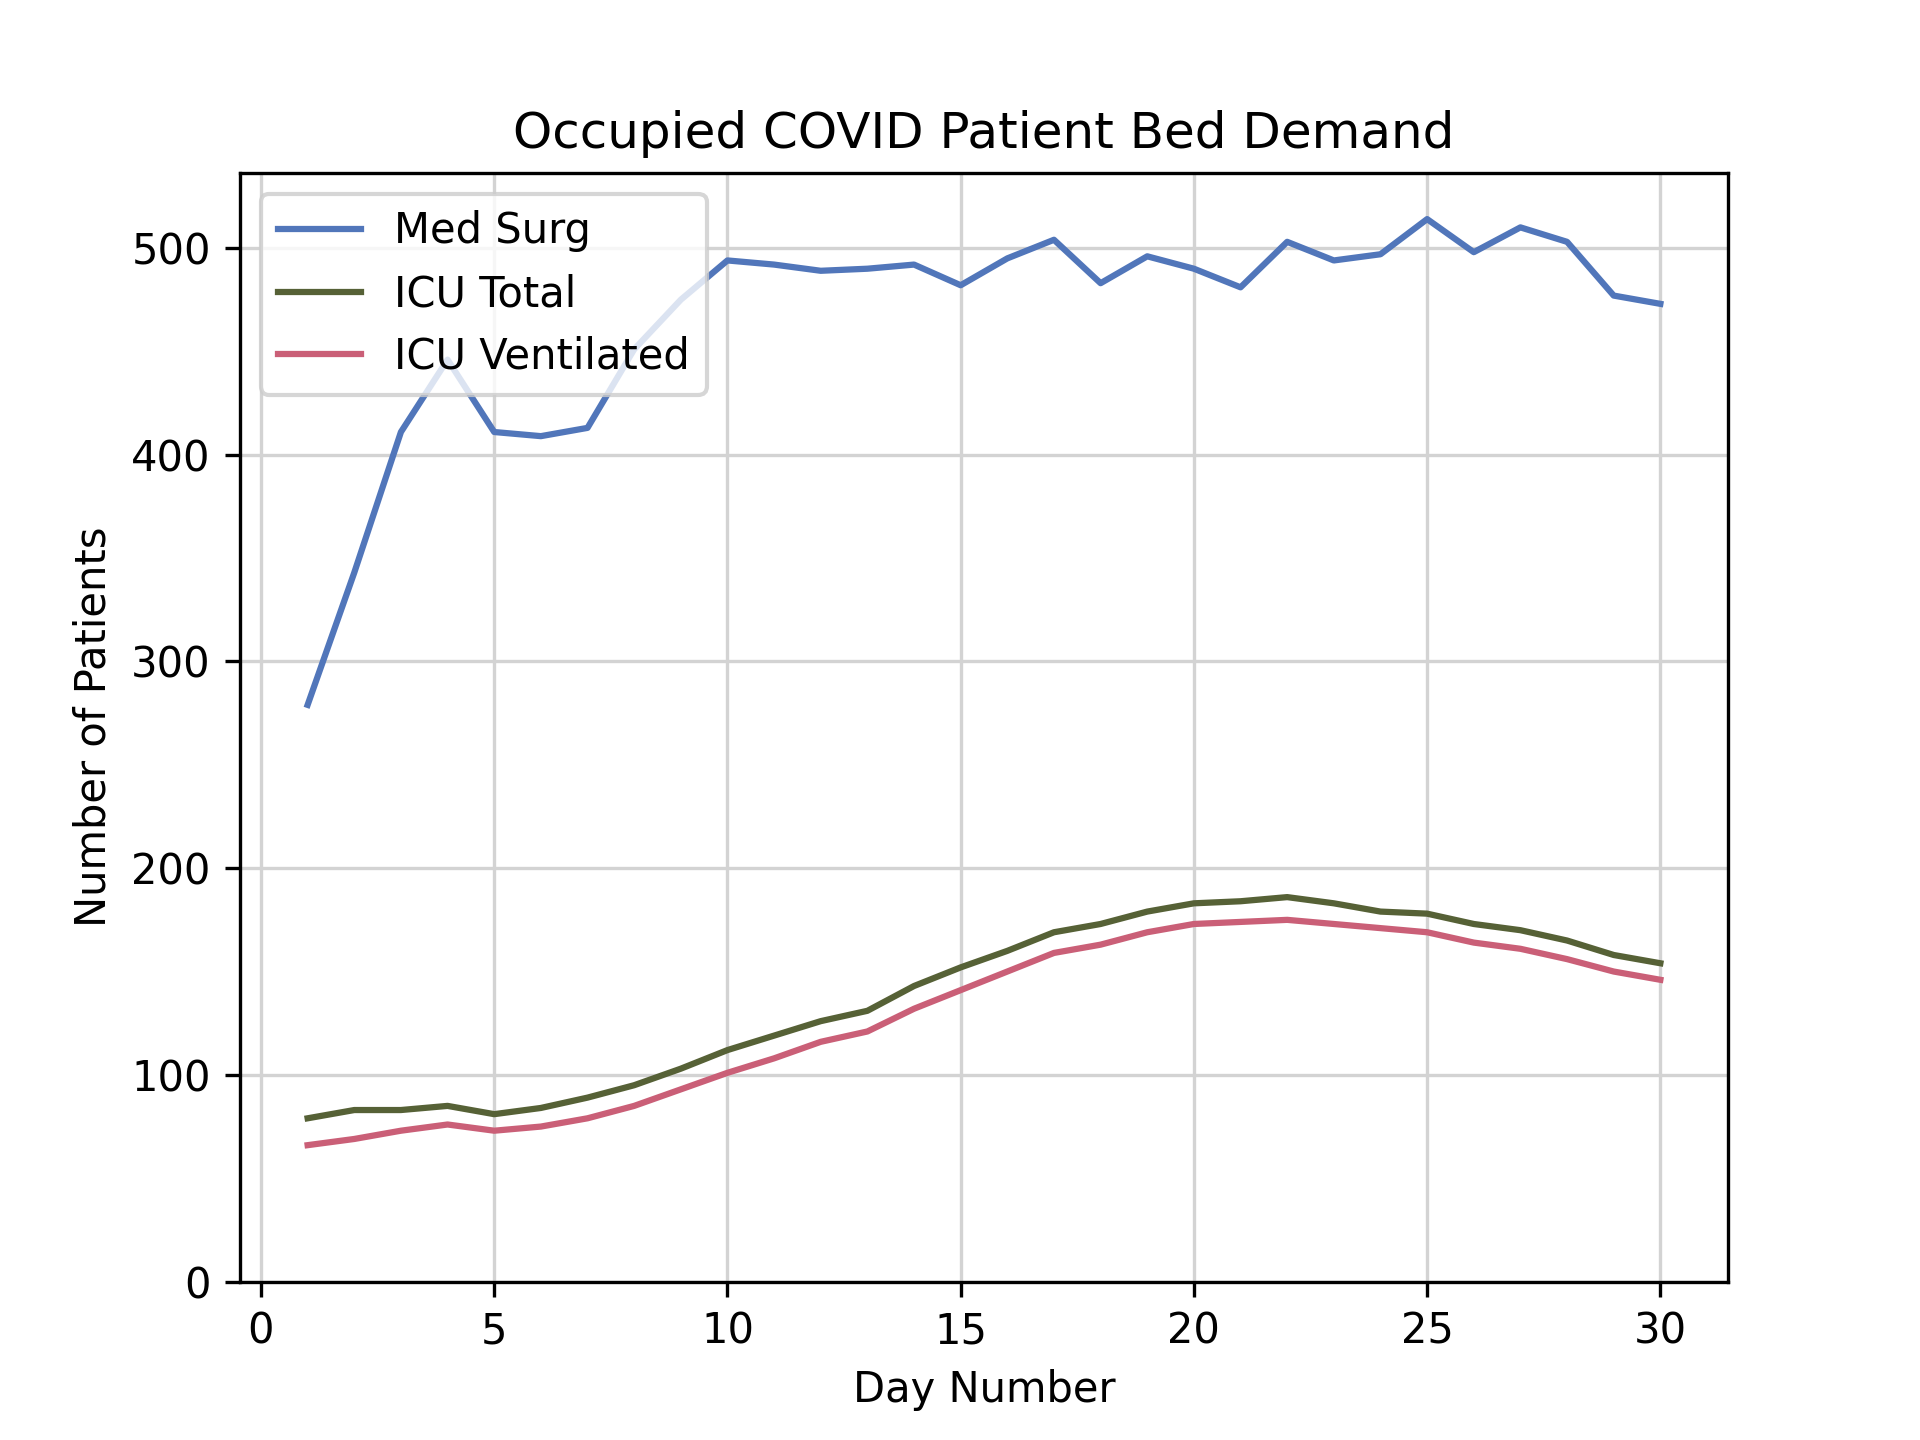 Occupied COVID Patient Bed Demand
Med Surg
ICU Total
ICU Ventilated
Number of Patients
500
400
300
200
100
0
0 5 10 15 20 25 30
Day Number